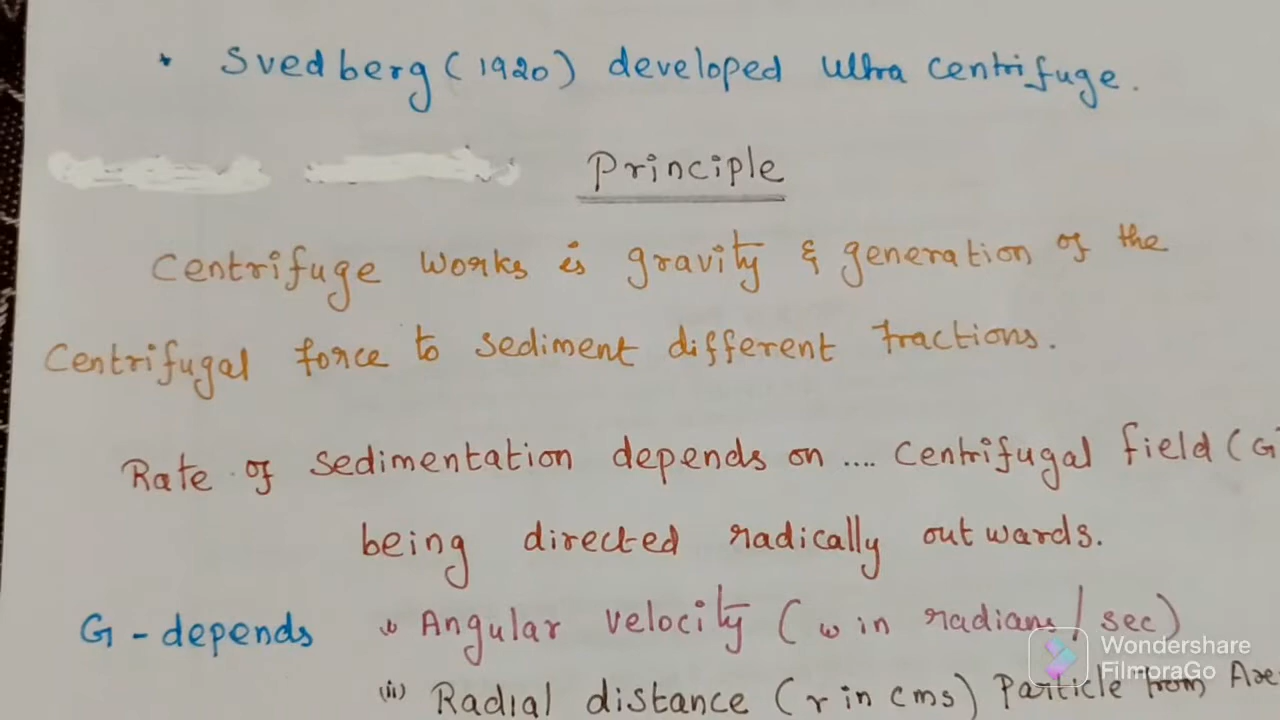 * Svedberg (1920) developed ultra centrifuge.
Principle
Centrifuge works is gravity & generation of the
Centrifugal force to sediment different fractions.
Rate of sedimentation depends on .... Centrifugal field (G
being directed radically outwards.
G - depends (i) Angular velocity (ω in radians/sec)
(ii) Radial distance (r in cms) Particle from Axe
Wondershare
FilmoraGo